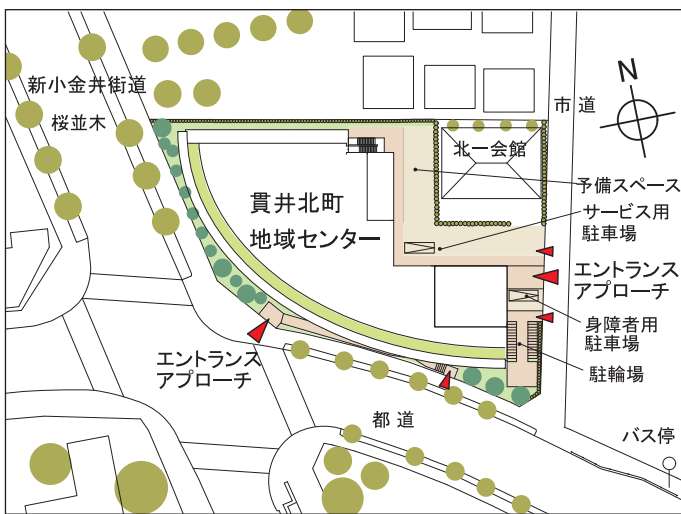 新小金井街道
桜並木
N
市道
北一会館
予備スペース
貫井北町
地域センター
サービス用
駐車場
エントランス
アプローチ
身障者用
駐車場
エントランス
アプローチ
駐輪場
都道
バス停